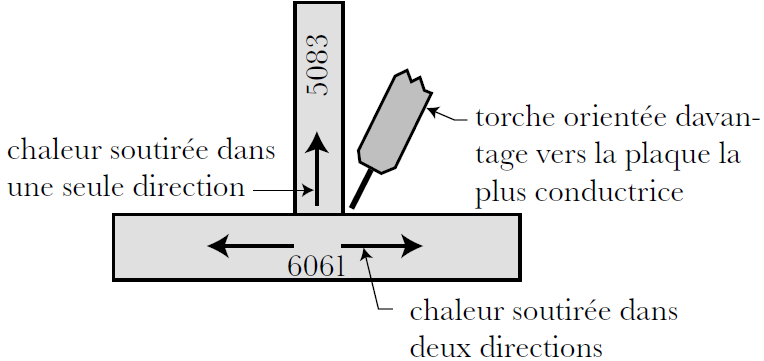 5083
torche orientée davan-
tage vers la plaque la
plus conductrice
chaleur soutirée dans
une seule direction
6061
chaleur soutirée dans
deux directions